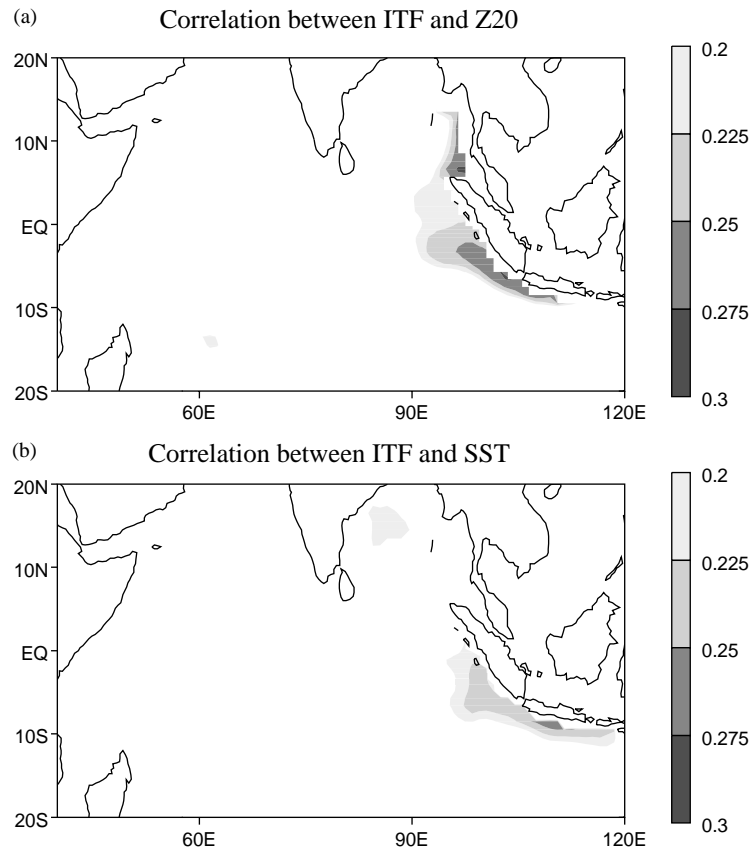 (a) Correlation between ITF and Z20
20N
10N
EQ
10S
20S
60E 90E 120E
0.2
0.225
0.25
0.275
0.3
(b) Correlation between ITF and SST
20N
10N
EQ
10S
20S
60E 90E 120E
0.2
0.225
0.25
0.275
0.3